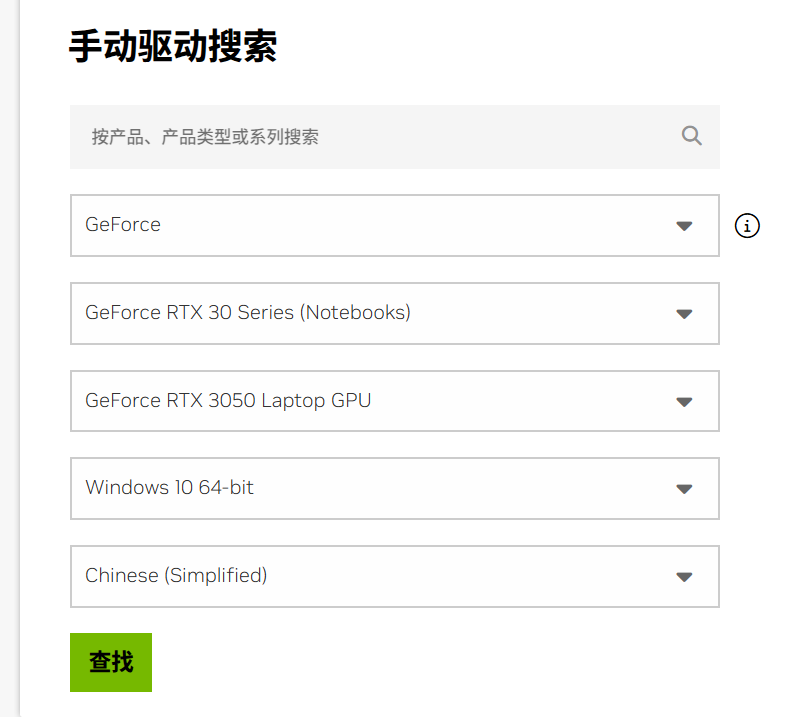 手动驱动搜索
按产品、产品类型或系列搜索
GeForce
GeForce RTX 30 Series (Notebooks)
GeForce RTX 3050 Laptop GPU
Windows 10 64-bit
Chinese (Simplified)
查找